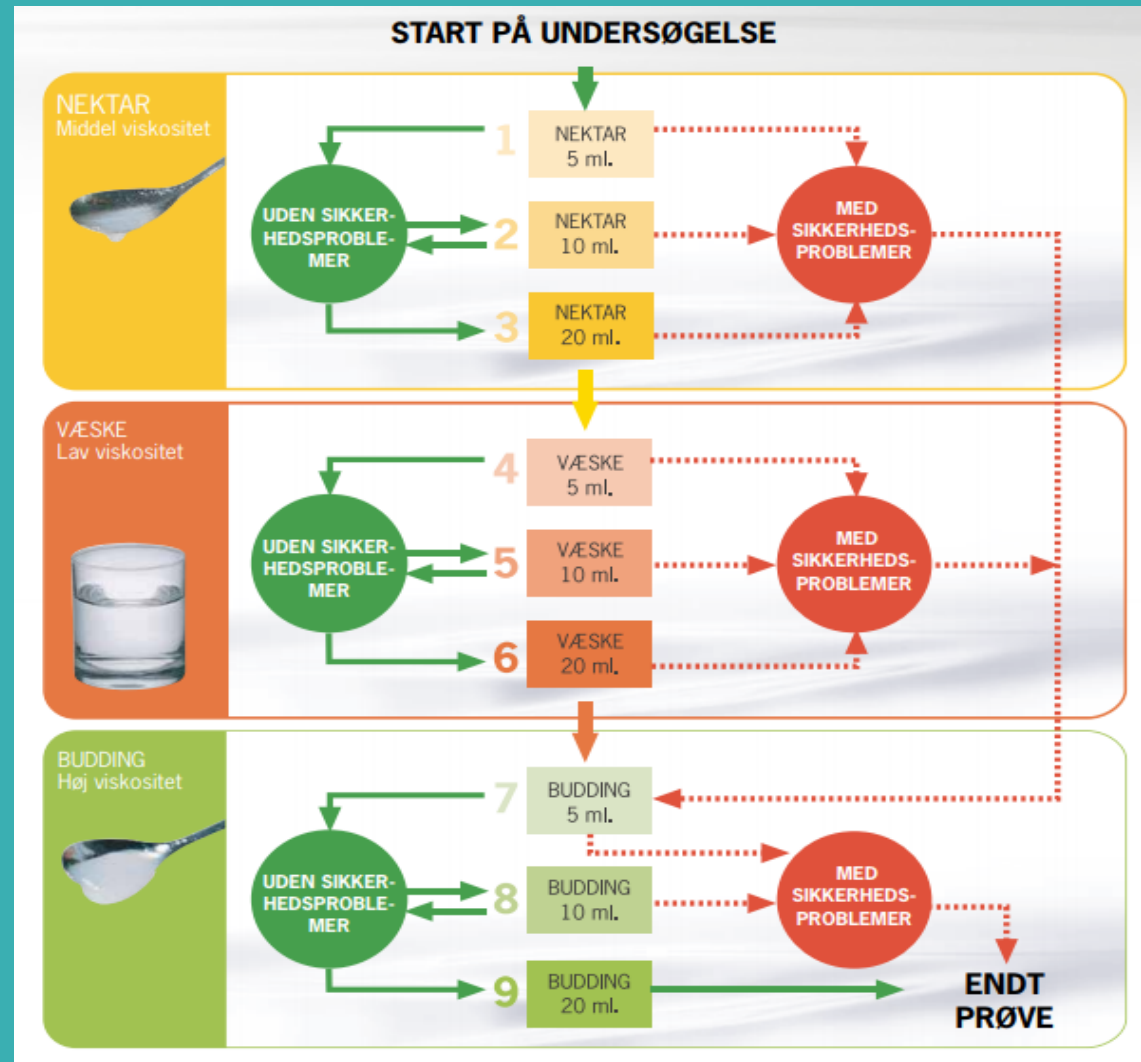 START PÅ UNDERSØGELSE
NEKTAR
Middel viskositet
1
NEKTAR
5 ml.
UDEN SIKKER-
HEDSPROBLE-
MER
2
NEKTAR
10 ml.
MED
SIKKERHEDS-
PROBLEMER
3
NEKTAR
20 ml.
VÆSKE
Lav viskositet
4
VÆSKE
5 ml.
UDEN SIKKER-
HEDSPROBLE-
MER
5
VÆSKE
10 ml.
MED
SIKKERHEDS-
PROBLEMER
6
VÆSKE
20 ml.
BUDDING
Høj viskositet
7
BUDDING
5 ml.
UDEN SIKKER-
HEDSPROBLE-
MER
8
BUDDING
10 ml.
MED
SIKKERHEDS-
PROBLEMER
9
BUDDING
20 ml.
ENDT
PRØVE